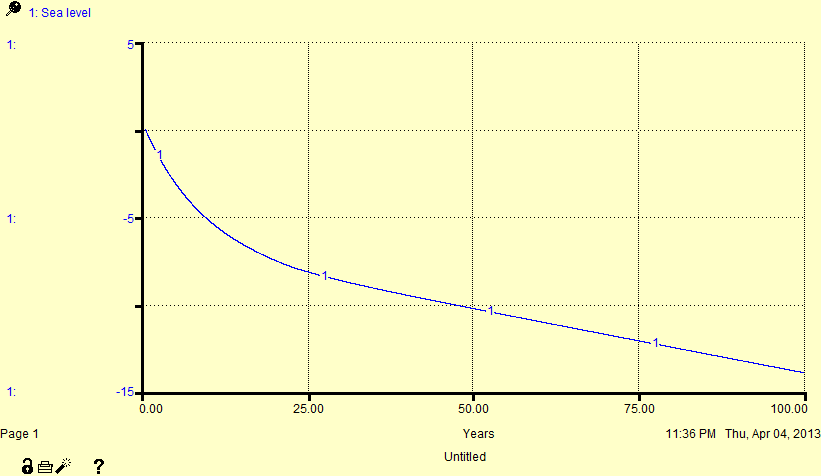 1: Sea level
1: 5
1: -5
1: -15
1 1 1 1
0.00 25.00 50.00 75.00 100.00
Page 1 Years 11:36 PM Thu, Apr 04, 2013
Untitled
?